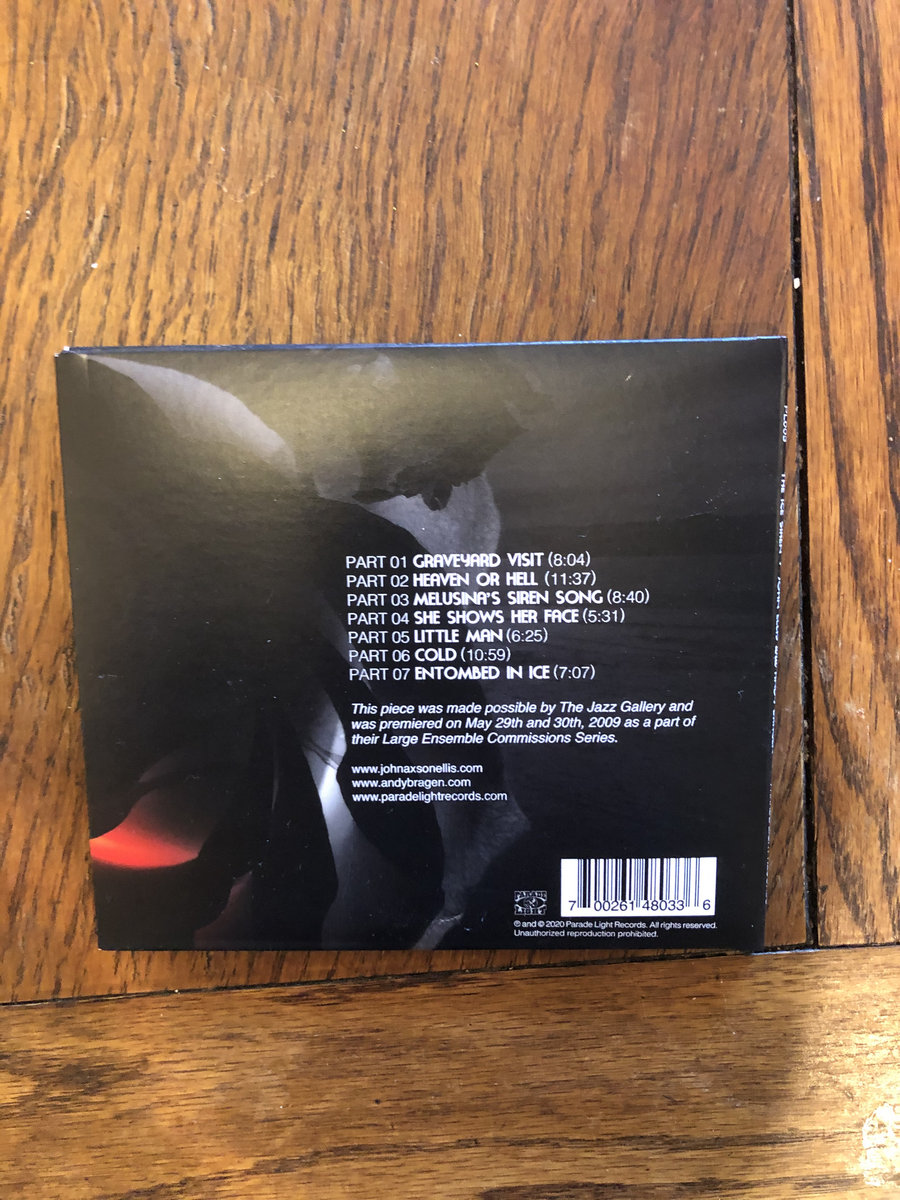 PART 01 GRAVEYARD VISIT (8:04)
PART 02 HEAVEN OR HELL (11:37)
PART 03 MELUSINA'S SIREN SONG (8:40)
PART 04 SHE SHOWS HER FACE (5:31)
PART 05 LITTLE MAN (6:25)
PART 06 COLD (10:59)
PART 07 ENTOMBED IN ICE (7:07)
This piece was made possible by The Jazz Gallery and
was premiered on May 29th and 30th, 2009 as a part of
their Large Ensemble Commissions Series.
www.johnaxsonellis.com
www.andybragen.com
www.paradelightrecords.com
PARADE
LIGHT
7 00261 48033 6
℗ and © 2020 Parade Light Records. All rights reserved.
Unauthorized reproduction prohibited.
THE ICE SIREN